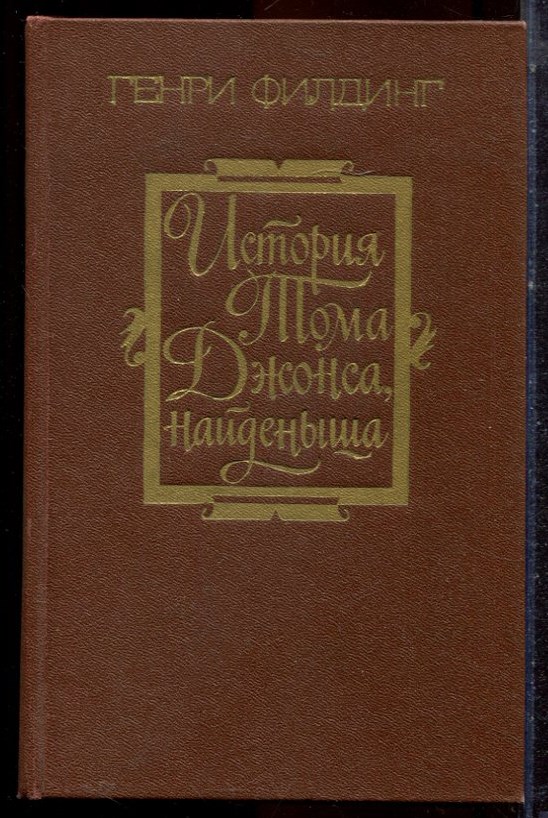 ГЕНРИ ФИЛДИНГ
История
Тома
Джонса,
найденыша